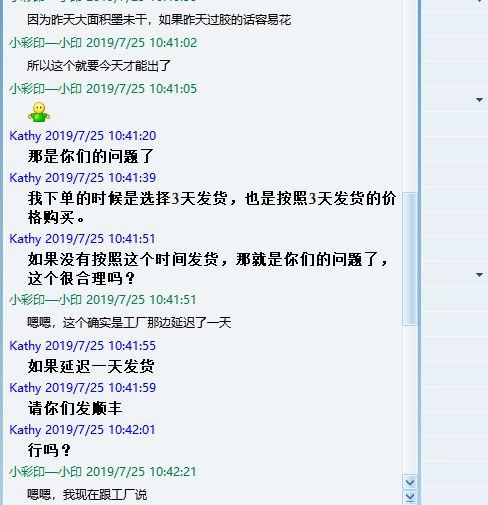 因为昨天大面积墨未干，如果昨天过胶的话容易花
小彩印—小印 2019/7/25 10:41:02
所以这个就要今天才能出了
小彩印—小印 2019/7/25 10:41:05
Kathy 2019/7/25 10:41:20
那是你们的问题了
Kathy 2019/7/25 10:41:39
我下单的时候是选择3天发货，也是按照3天发货的价
格购买。
Kathy 2019/7/25 10:41:51
如果没有按照这个时间发货，那就是你们的问题了，
这个很合理吗？
小彩印—小印 2019/7/25 10:41:51
嗯嗯，这个确实是工厂那边延迟了一天
Kathy 2019/7/25 10:41:55
如果延迟一天发货
Kathy 2019/7/25 10:41:59
请你们发顺丰
Kathy 2019/7/25 10:42:01
行吗？
小彩印—小印 2019/7/25 10:42:21
嗯嗯，我现在跟工厂说